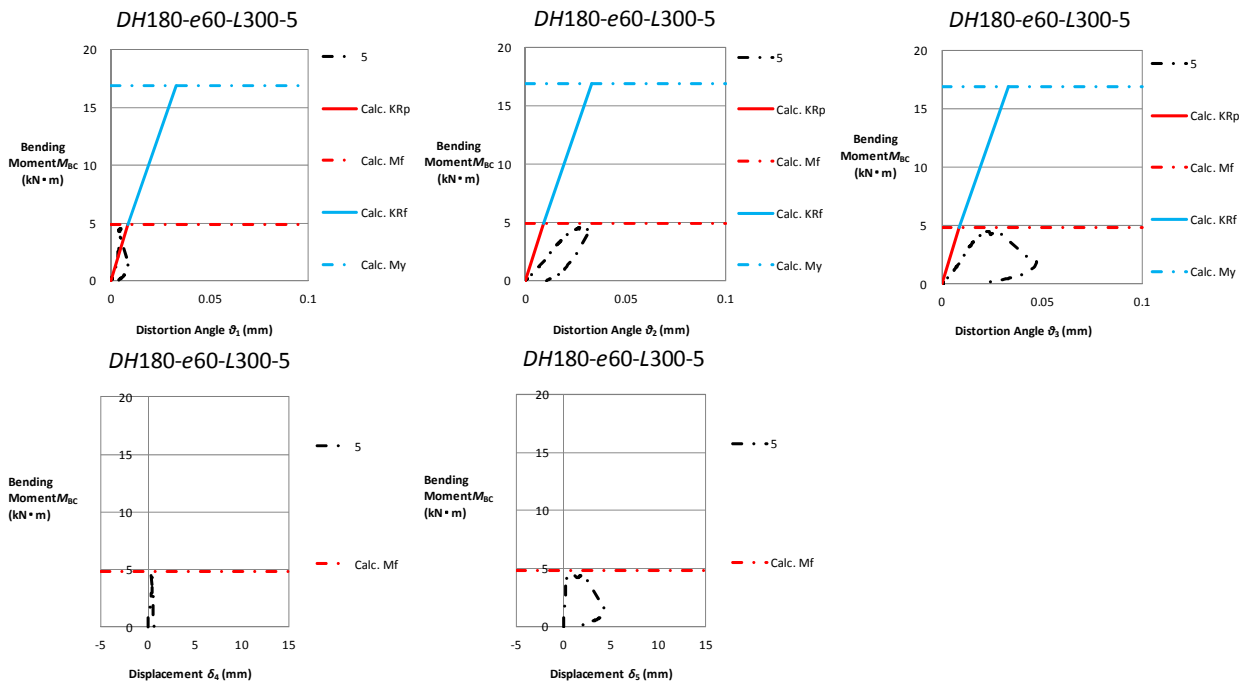 DH180-e60-L300-5
20
15
10
5
0
Bending
MomentMBC
(kN•m)
0 0.05 0.1
Distortion Angle ϑ1 (mm)
5
Calc. KRp
Calc. Mf
Calc. KRf
Calc. My
DH180-e60-L300-5
20
15
10
5
0
Bending
MomentMBC
(kN•m)
0 0.05 0.1
Distortion Angle ϑ2 (mm)
5
Calc. KRp
Calc. Mf
Calc. KRf
Calc. My
DH180-e60-L300-5
20
15
10
5
0
Bending
MomentMBC
(kN•m)
0 0.05 0.1
Distortion Angle ϑ3 (mm)
5
Calc. KRp
Calc. Mf
Calc. KRf
Calc. My
DH180-e60-L300-5
20
15
10
5
0
Bending
MomentMBC
(kN•m)
-5 0 5 10 15
Displacement δ4 (mm)
5
Calc. Mf
DH180-e60-L300-5
20
15
10
5
0
Bending
MomentMBC
(kN•m)
-5 0 5 10 15
Displacement δ5 (mm)
5
Calc. Mf